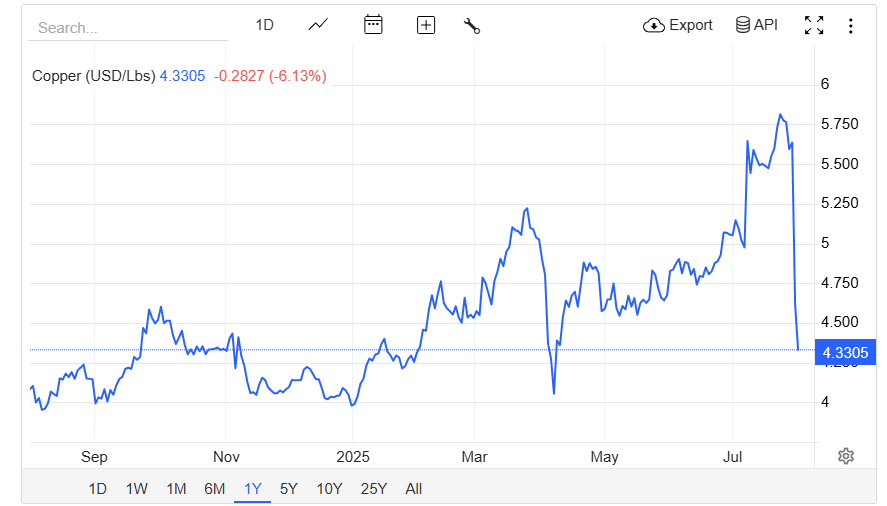 Search... 1D Export API
Copper (USD/Lbs) 4.3305 -0.2827 (-6.13%)
6
5.750
5.500
5.250
5
4.750
4.500
4.3305
4
Sep Nov 2025 Mar May Jul
1D 1W 1M 6M 1Y 5Y 10Y 25Y All